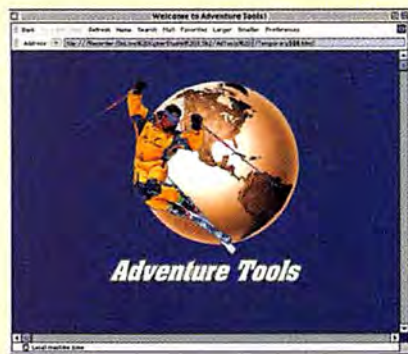 Welcome to Adventure Tools!
Back Refresh Home Search Mail Favorites Larger Smaller Preferences
Address
Adventure Tools
Local machine zone